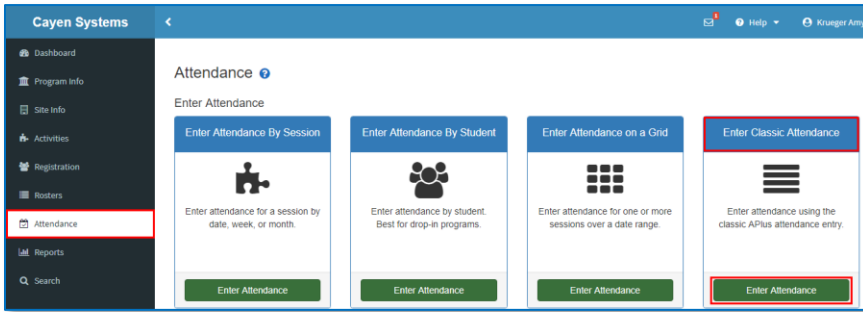 Cayen Systems
1
Help
Krueger Amy
Dashboard
Program Info
Site Info
Activities
Registration
Rosters
Attendance
Reports
Search
Attendance ?
Enter Attendance
Enter Attendance By Session
Enter attendance for a session by
date, week, or month.
Enter Attendance
Enter Attendance By Student
Enter attendance by student.
Best for drop-in programs.
Enter Attendance
Enter Attendance on a Grid
Enter attendance for one or more
sessions over a date range.
Enter Attendance
Enter Classic Attendance
Enter attendance using the
classic APlus attendance entry.
Enter Attendance